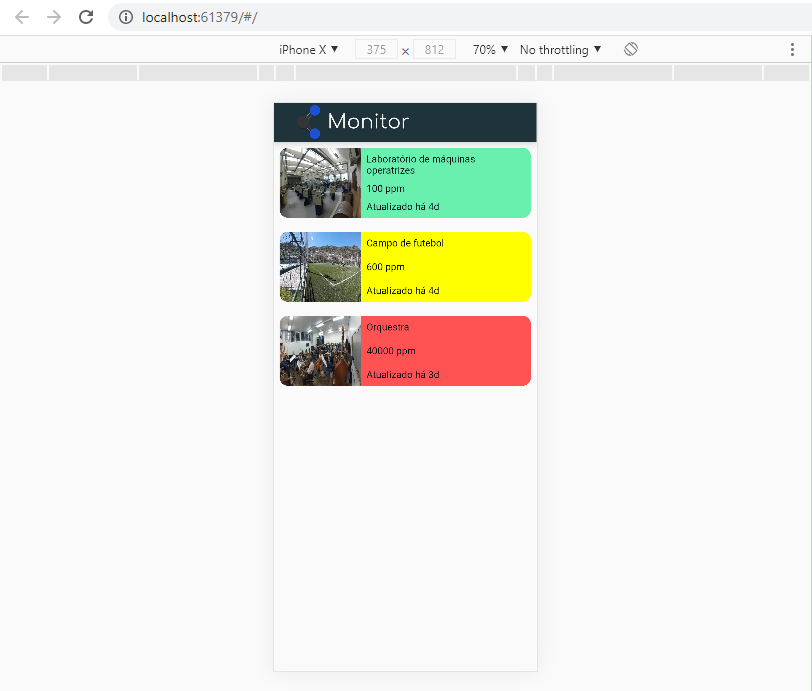 localhost:61379/#/
iPhone X ▼ 375 × 812 70% ▼ No throttling ▼
Monitor
Laboratório de máquinas
operatrizes
100 ppm
Atualizado há 4d
Campo de futebol
600 ppm
Atualizado há 4d
Orquestra
40000 ppm
Atualizado há 3d